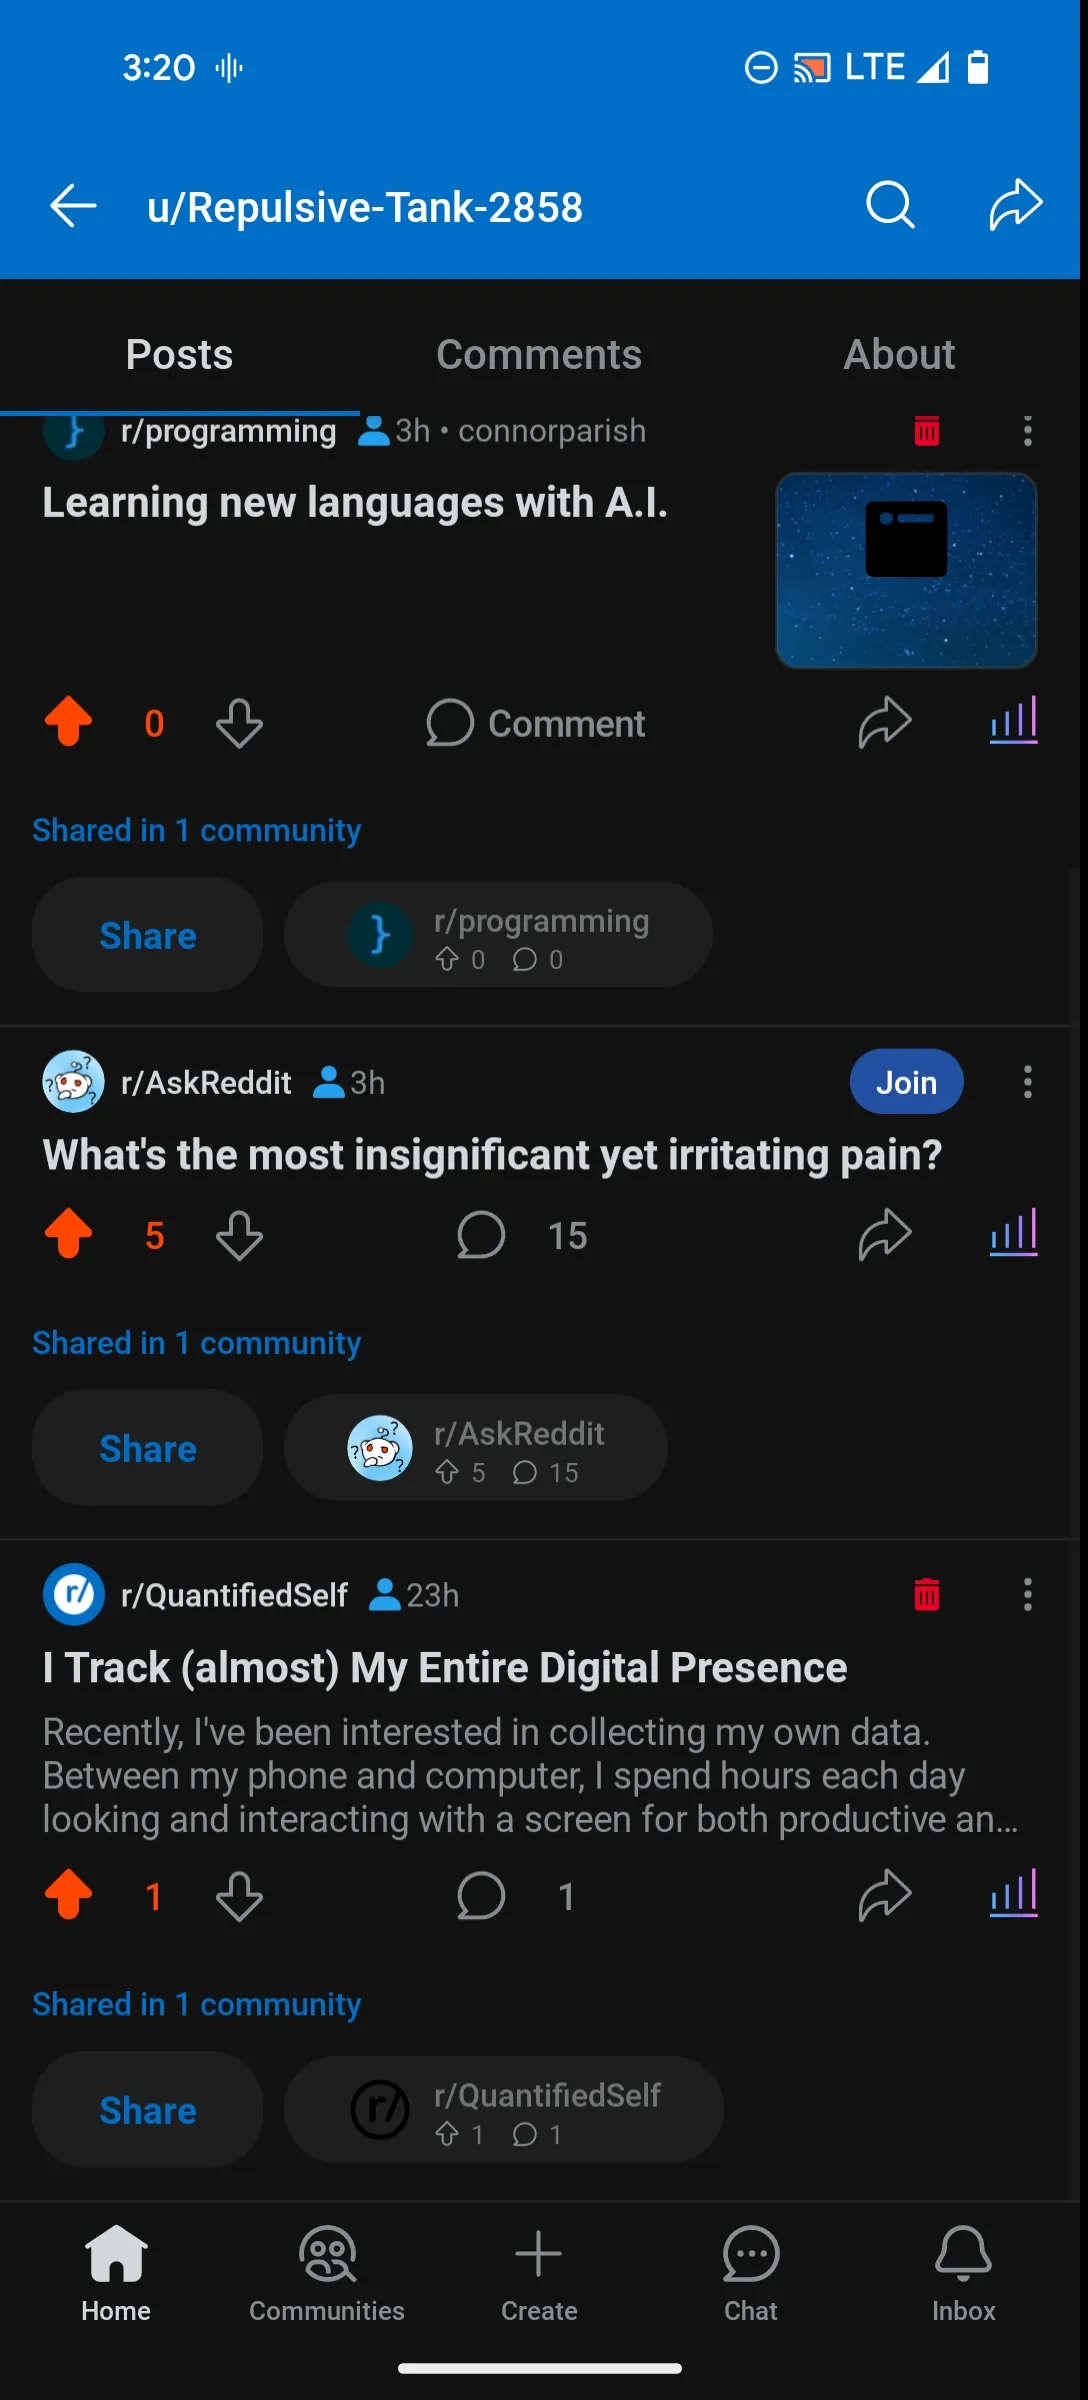 3:20
LTE
u/Repulsive-Tank-2858
Posts
Comments
About
r/programming 3h • connorparish
Learning new languages with A.I.
0
Comment
Shared in 1 community
Share
r/programming
0 0
r/AskReddit 3h
Join
What's the most insignificant yet irritating pain?
5
15
Shared in 1 community
Share
r/AskReddit
5 15
r/QuantifiedSelf 23h
I Track (almost) My Entire Digital Presence
Recently, I've been interested in collecting my own data.
Between my phone and computer, I spend hours each day
looking and interacting with a screen for both productive an...
1
1
Shared in 1 community
Share
r/QuantifiedSelf
1 1
Home
Communities
Create
Chat
Inbox